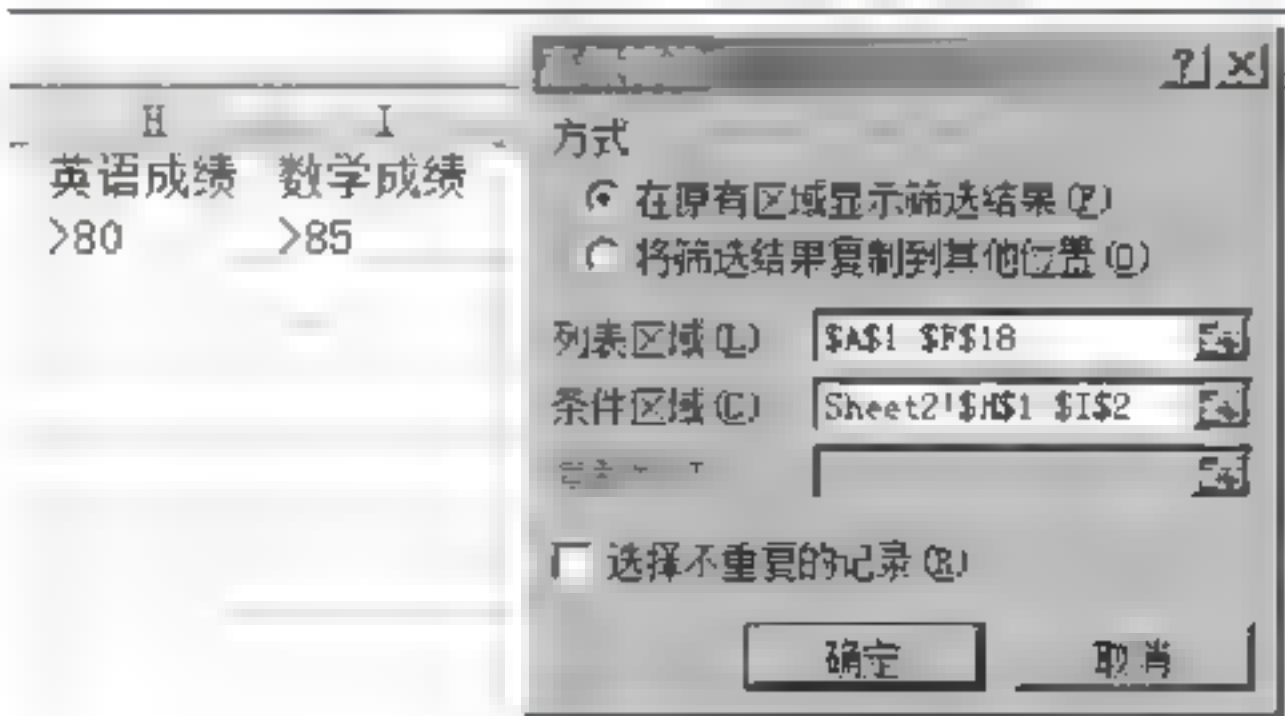 H I
英语成绩 数学成绩
>80 >85
方式
在原有区域显示筛选结果(F)
将筛选结果复制到其他位置(O)
列表区域(L) $A$1 $F$18
条件区域(C) Sheet2!$H$1 $I$2
选择不重复的记录(R)
确定 取消